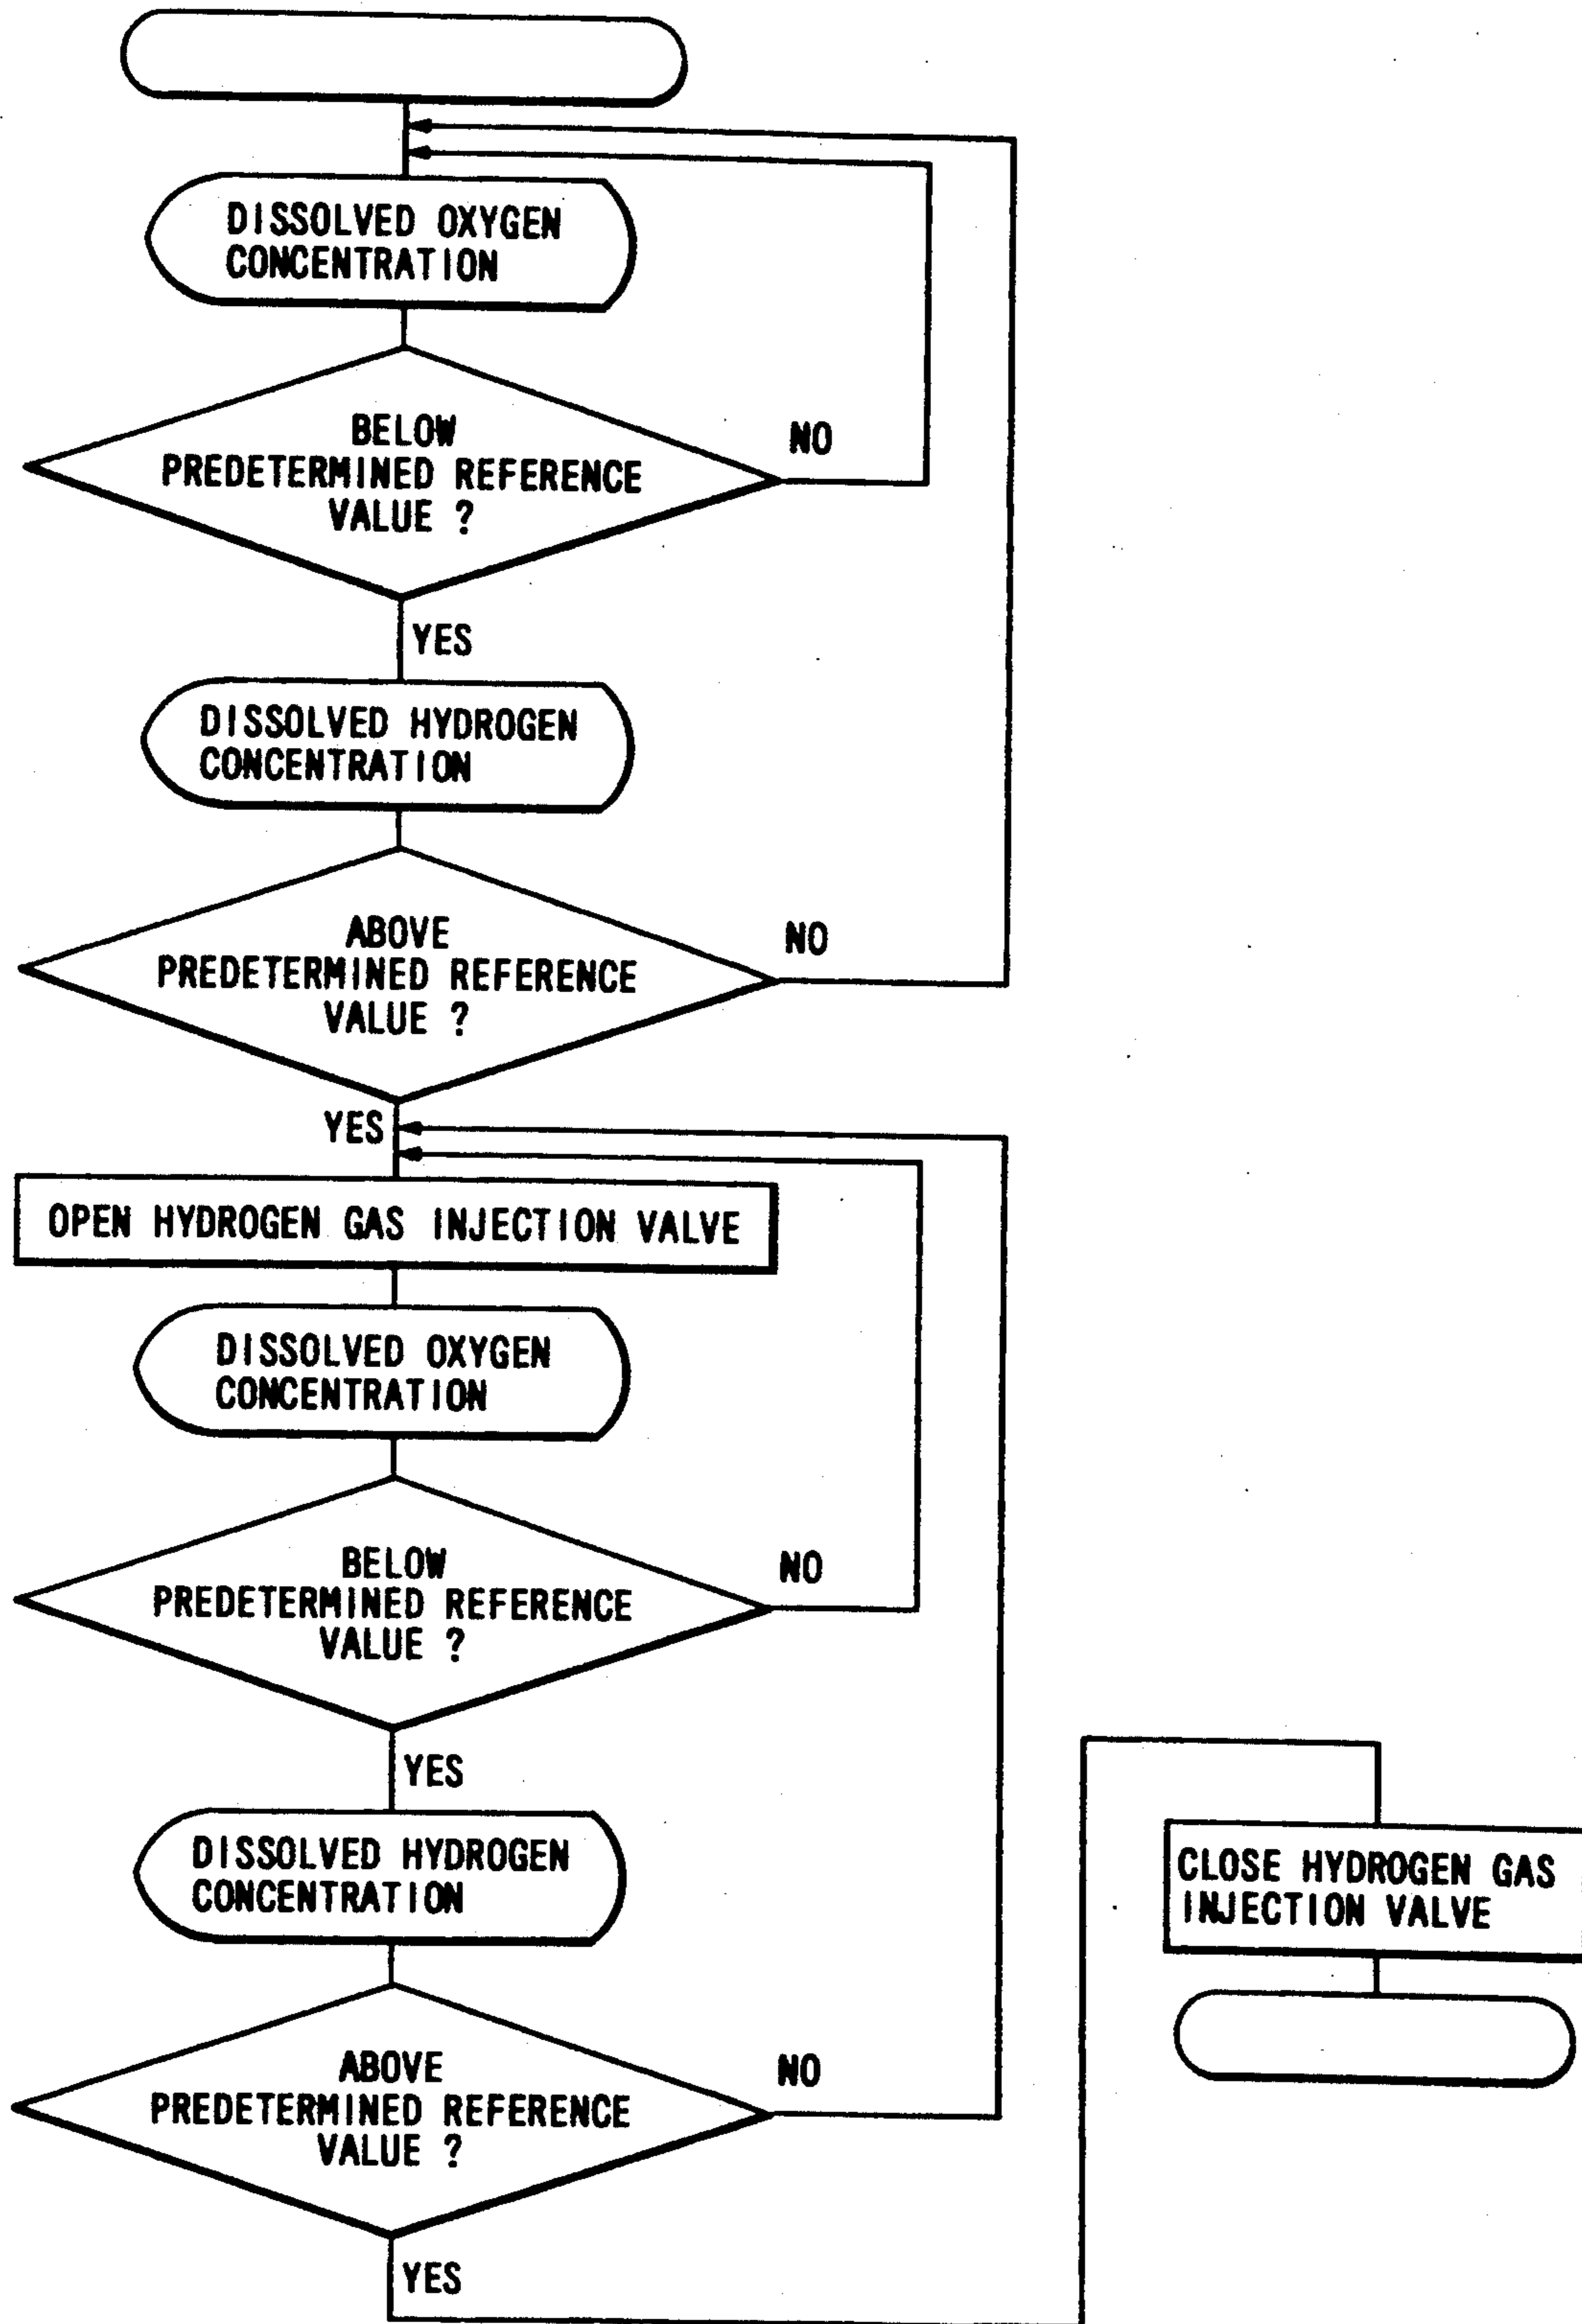 DISSOLVED OXYGEN
CONCENTRATION
BELOW
PREDETERMINED REFERENCE
VALUE ?
NO
YES
DISSOLVED HYDROGEN
CONCENTRATION
ABOVE
PREDETERMINED REFERENCE
VALUE ?
NO
YES
OPEN HYDROGEN GAS INJECTION VALVE
DISSOLVED OXYGEN
CONCENTRATION
BELOW
PREDETERMINED REFERENCE
VALUE ?
NO
YES
DISSOLVED HYDROGEN
CONCENTRATION
ABOVE
PREDETERMINED REFERENCE
VALUE ?
NO
YES
CLOSE HYDROGEN GAS
INJECTION VALVE